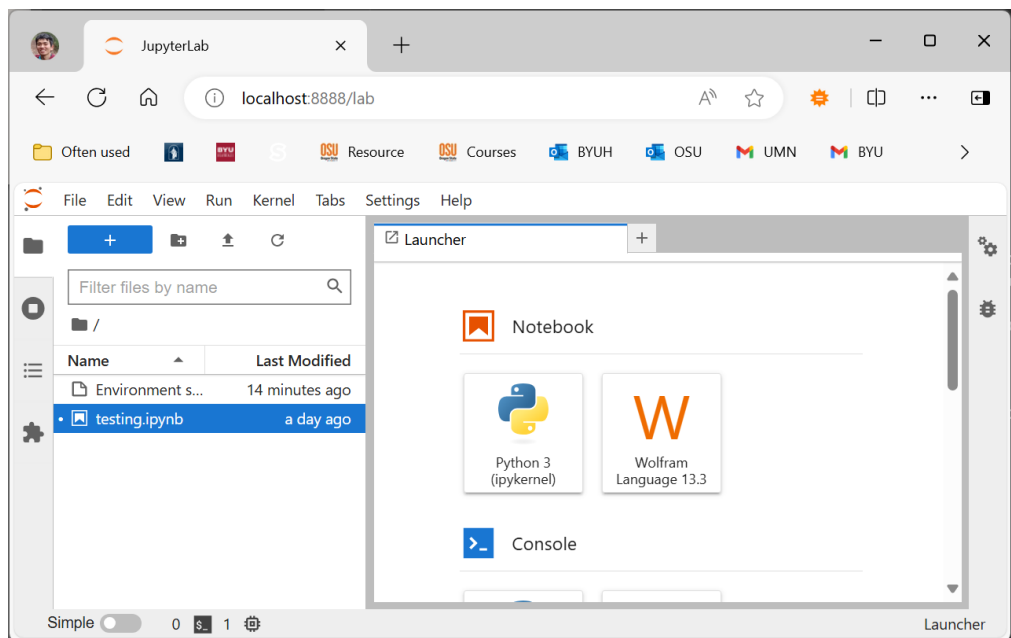 JupyterLab
localhost:8888/lab
Often used BYU OSU Resource OSU Courses BYUH OSU UMN BYU
File Edit View Run Kernel Tabs Settings Help
Launcher
Filter files by name
/
Name Last Modified
Environment s... 14 minutes ago
testing.ipynb a day ago
Notebook
Python 3
(ipykernel)
Wolfram
Language 13.3
Console
Simple 0 $_ 1 Launcher